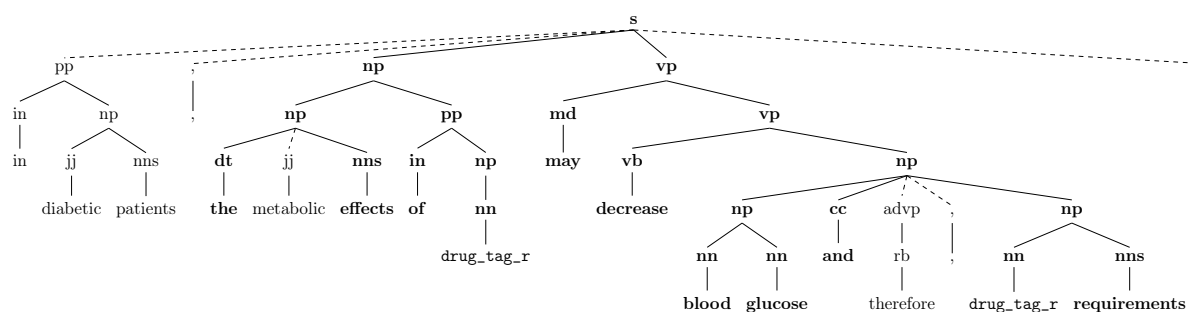 s
pp , np vp
in np , np pp md vp
in jj nns dt jj nns in np may vb np
diabetic patients the metabolic effects of nn decrease np cc advp , np
drug_tag_r nn nn and rb , nn nns
blood glucose therefore drug_tag_r requirements